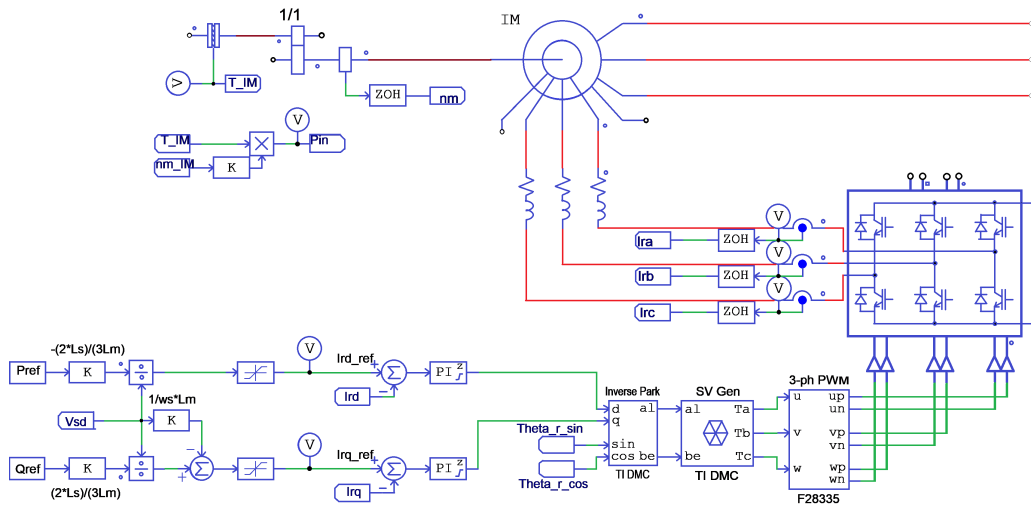 1/1
IM
V
T_IM
ZOH
nm
V
T_IM
Pin
nm_IM
K
V
Ira
ZOH
V
Irb
ZOH
V
Irc
ZOH
-(2*Ls)/(3Lm)
V
Ird_ref
Pref
K
÷
+
PI
z
−
Ird
1/ws*Lm
Vsd
K
Inverse Park
SV Gen
3-ph PWM
d
al
al
Ta
u
up
q
un
Theta_r_sin
sin
Tb
v
vp
vn
cos
be
be
Tc
w
wp
wn
Theta_r_cos
TI DMC
TI DMC
F28335
V
Irq_ref
−
Qref
K
÷
+
+
PI
z
−
Irq
(2*Ls)/(3Lm)